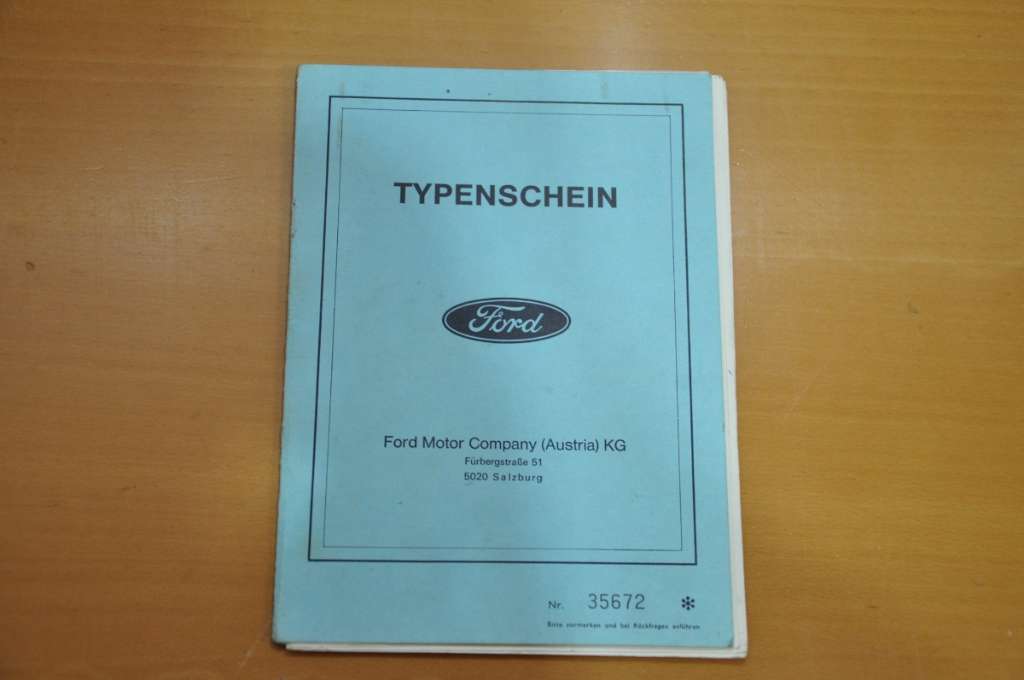 TYPENSCHEIN
Ford
Ford Motor Company (Austria) KG
Fürbergstraße 51
5020 Salzburg
Nr. 35672 *
Bitte vormerken und bei Rückfragen anführen